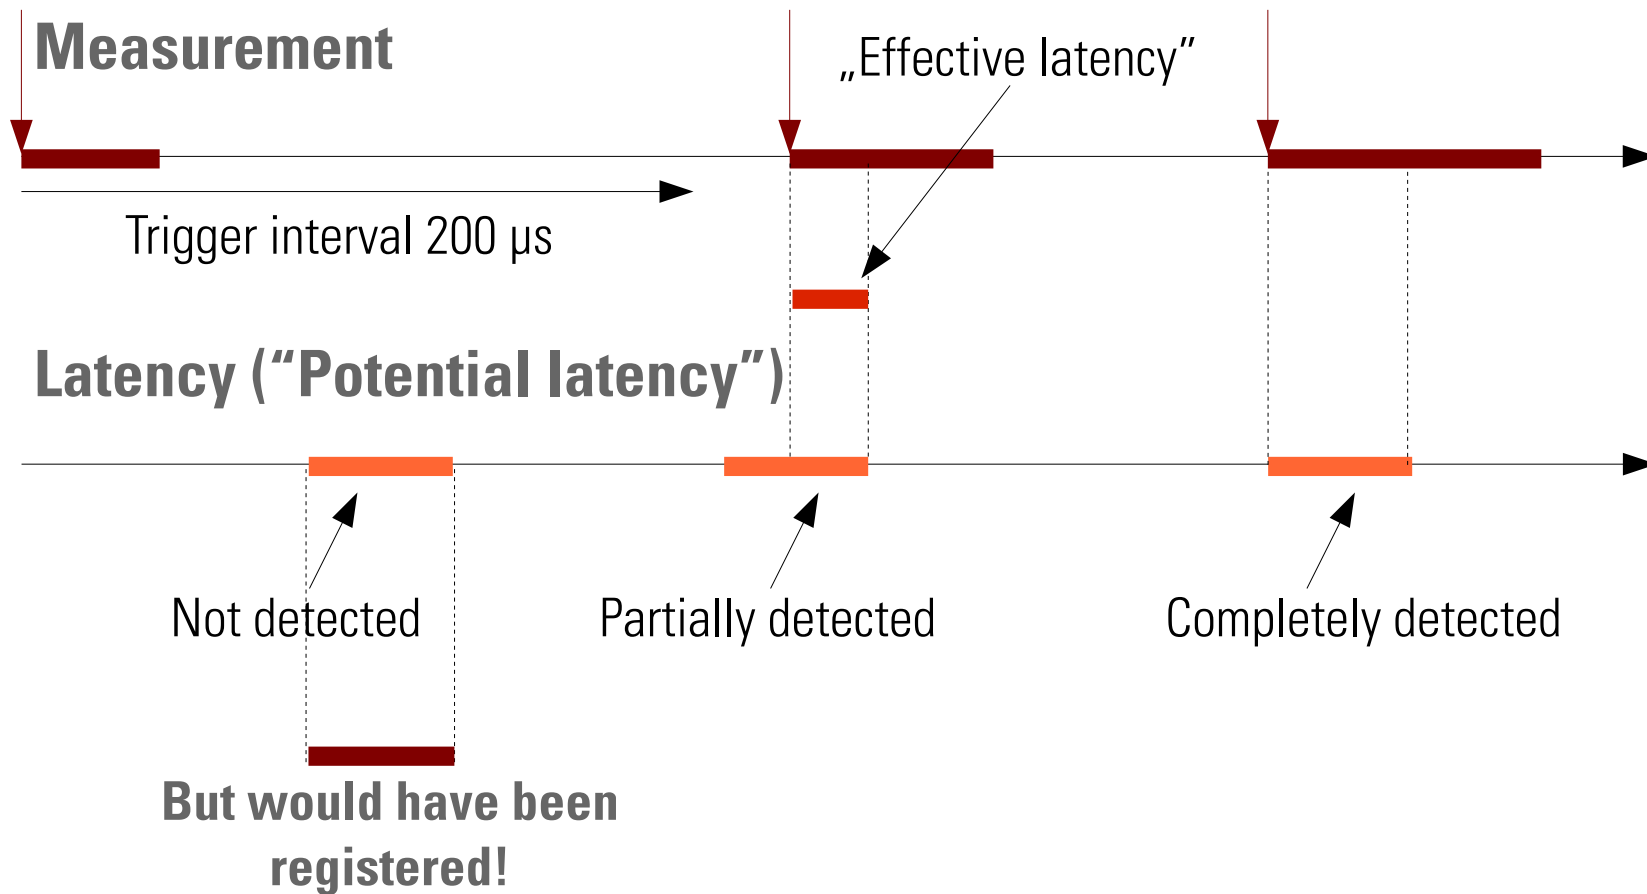 Measurement
„Effective latency”
Trigger interval 200 µs
Latency (“Potential latency”)
Not detected
Partially detected
Completely detected
But would have been
registered!